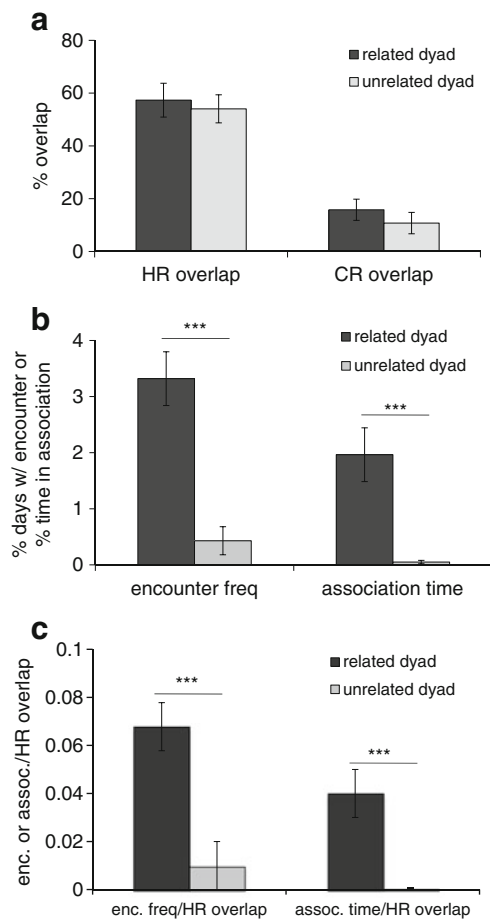 a
80
60
40
20
0
% overlap
related dyad
unrelated dyad
HR overlap
CR overlap
b
4
3
2
1
0
% days w/ encounter or
% time in association
***
***
related dyad
unrelated dyad
encounter freq
association time
c
0.1
0.08
0.06
0.04
0.02
0
enc. or assoc./HR overlap
***
***
related dyad
unrelated dyad
enc. freq/HR overlap
assoc. time/HR overlap